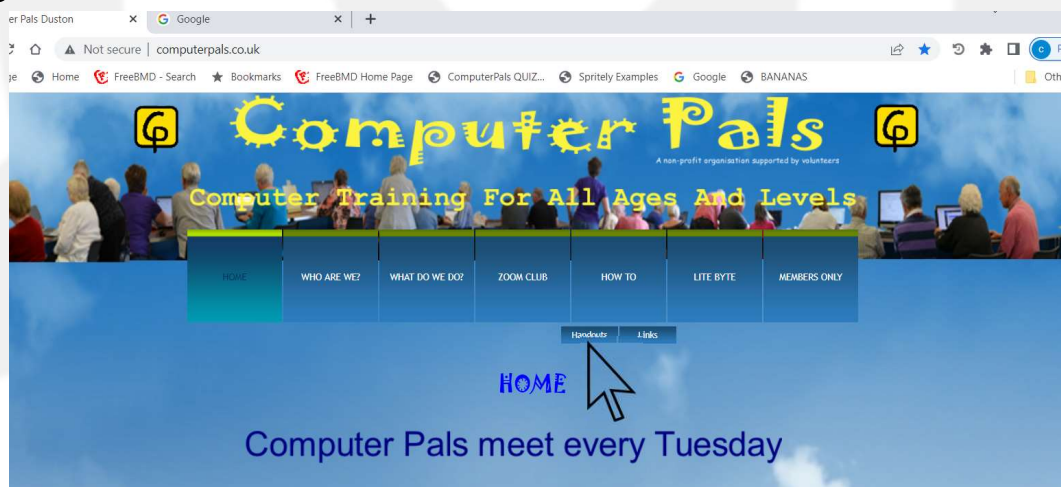 er Pals Duston
Google
Not secure | computerpals.co.uk
ge Home FreeBMD - Search Bookmarks FreeBMD Home Page ComputerPals QUIZ... Spritely Examples Google BANANAS Oth
Computer Pals
A non-profit organisation supported by volunteers
Computer Training For All Ages And Levels
HOME WHO ARE WE? WHAT DO WE DO? ZOOM CLUB HOW TO LITE BYTE MEMBERS ONLY
Handouts Links
HOME
Computer Pals meet every Tuesday